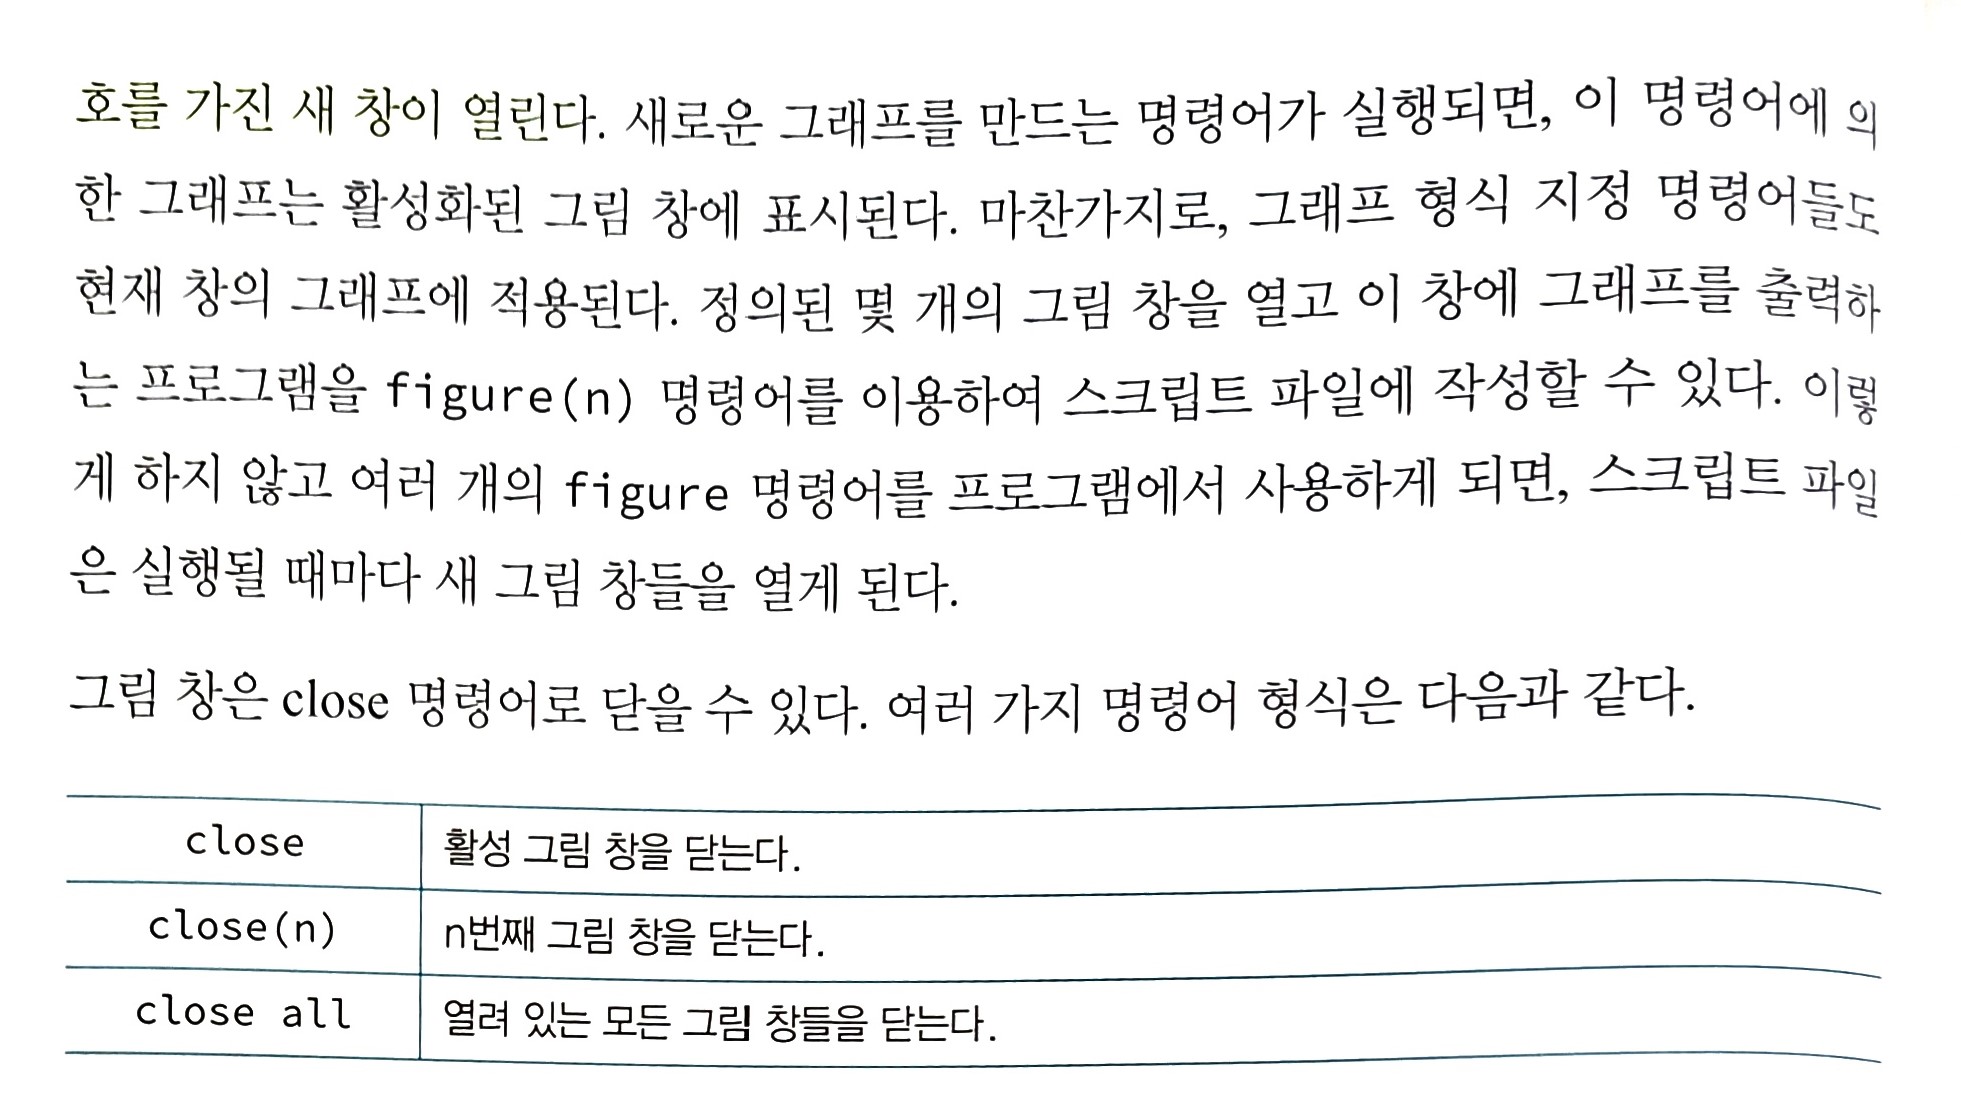 호를 가진 새 창이 열린다. 새로운 그래프를 만드는 명령어가 실행되면, 이 명령어에 의
한 그래프는 활성화된 그림 창에 표시된다. 마찬가지로, 그래프 형식 지정 명령어들도
현재 창의 그래프에 적용된다. 정의된 몇 개의 그림 창을 열고 이 창에 그래프를 출력하
는 프로그램을 figure(n) 명령어를 이용하여 스크립트 파일에 작성할 수 있다. 이렇
게 하지 않고 여러 개의 figure 명령어를 프로그램에서 사용하게 되면, 스크립트 파일
은 실행될 때마다 새 그림 창들을 열게 된다.
그림 창은 close 명령어로 닫을 수 있다. 여러 가지 명령어 형식은 다음과 같다.
close 활성 그림 창을 닫는다.
close(n) n번째 그림 창을 닫는다.
close all 열려 있는 모든 그림 창들을 닫는다.